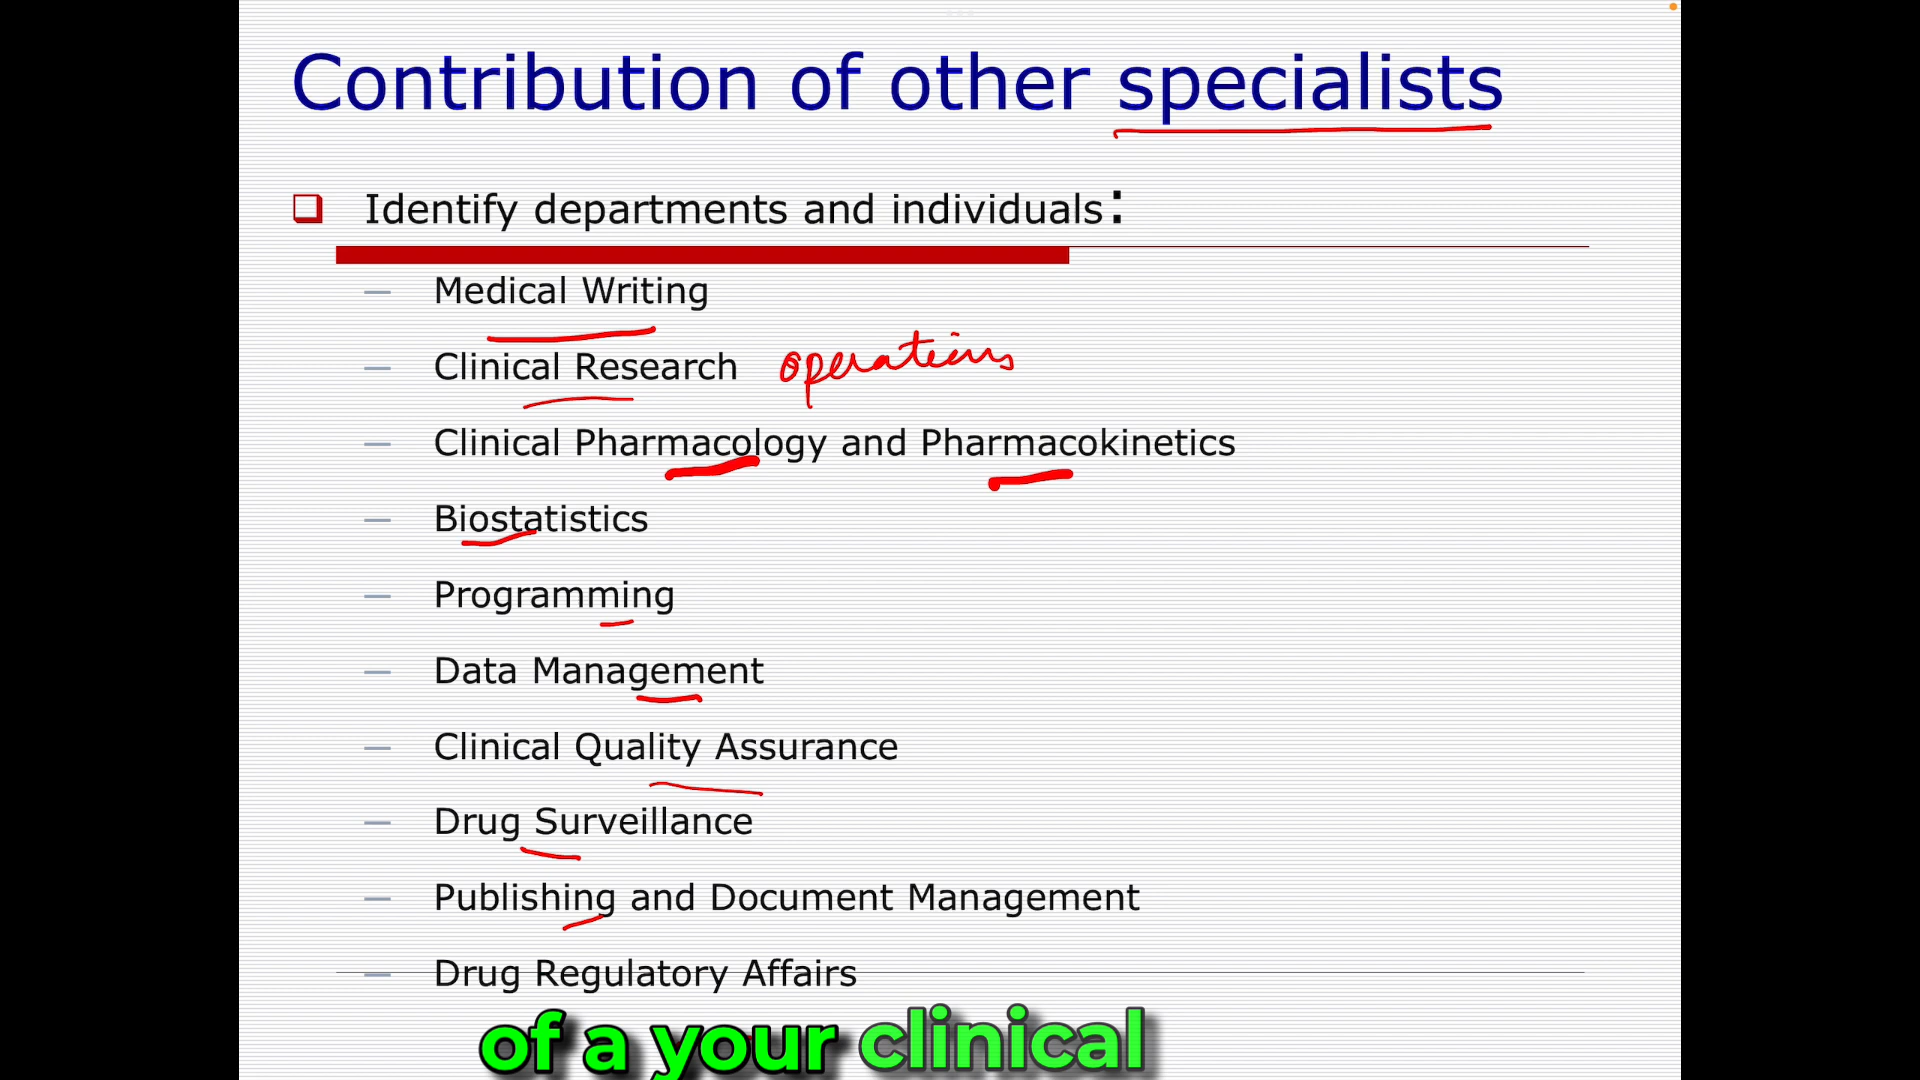 Contribution of other specialists
Identify departments and individuals:
— Medical Writing
— Clinical Research operations
— Clinical Pharmacology and Pharmacokinetics
— Biostatistics
— Programming
— Data Management
— Clinical Quality Assurance
— Drug Surveillance
— Publishing and Document Management
— Drug Regulatory Affairs
of a your clinical